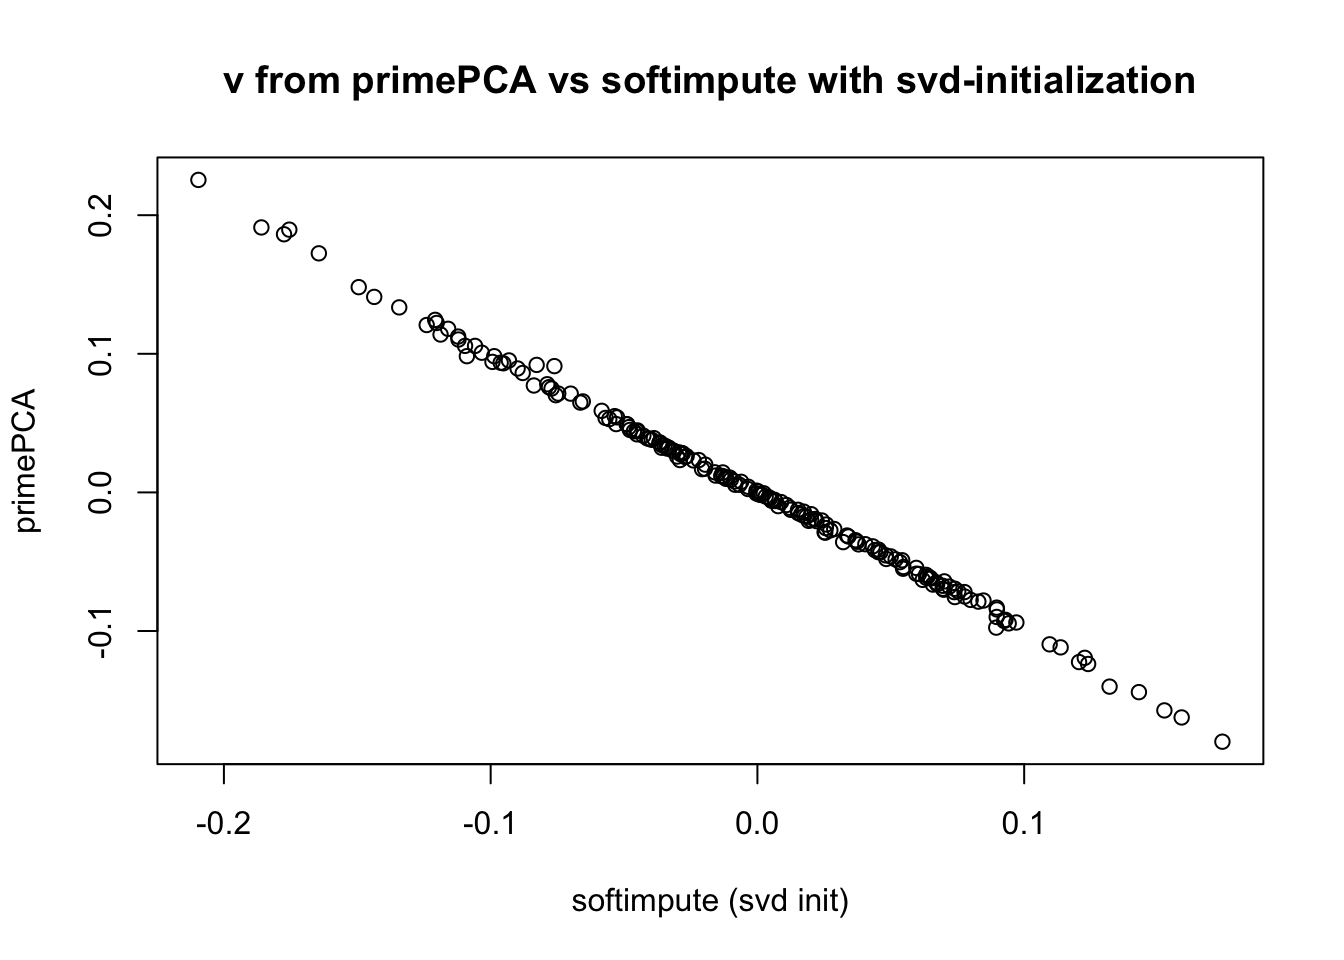 v from primePCA vs softimpute with svd-initialization
primePCA
0.2
0.1
0.0
-0.1
-0.2
-0.1
0.0
0.1
softimpute (svd init)